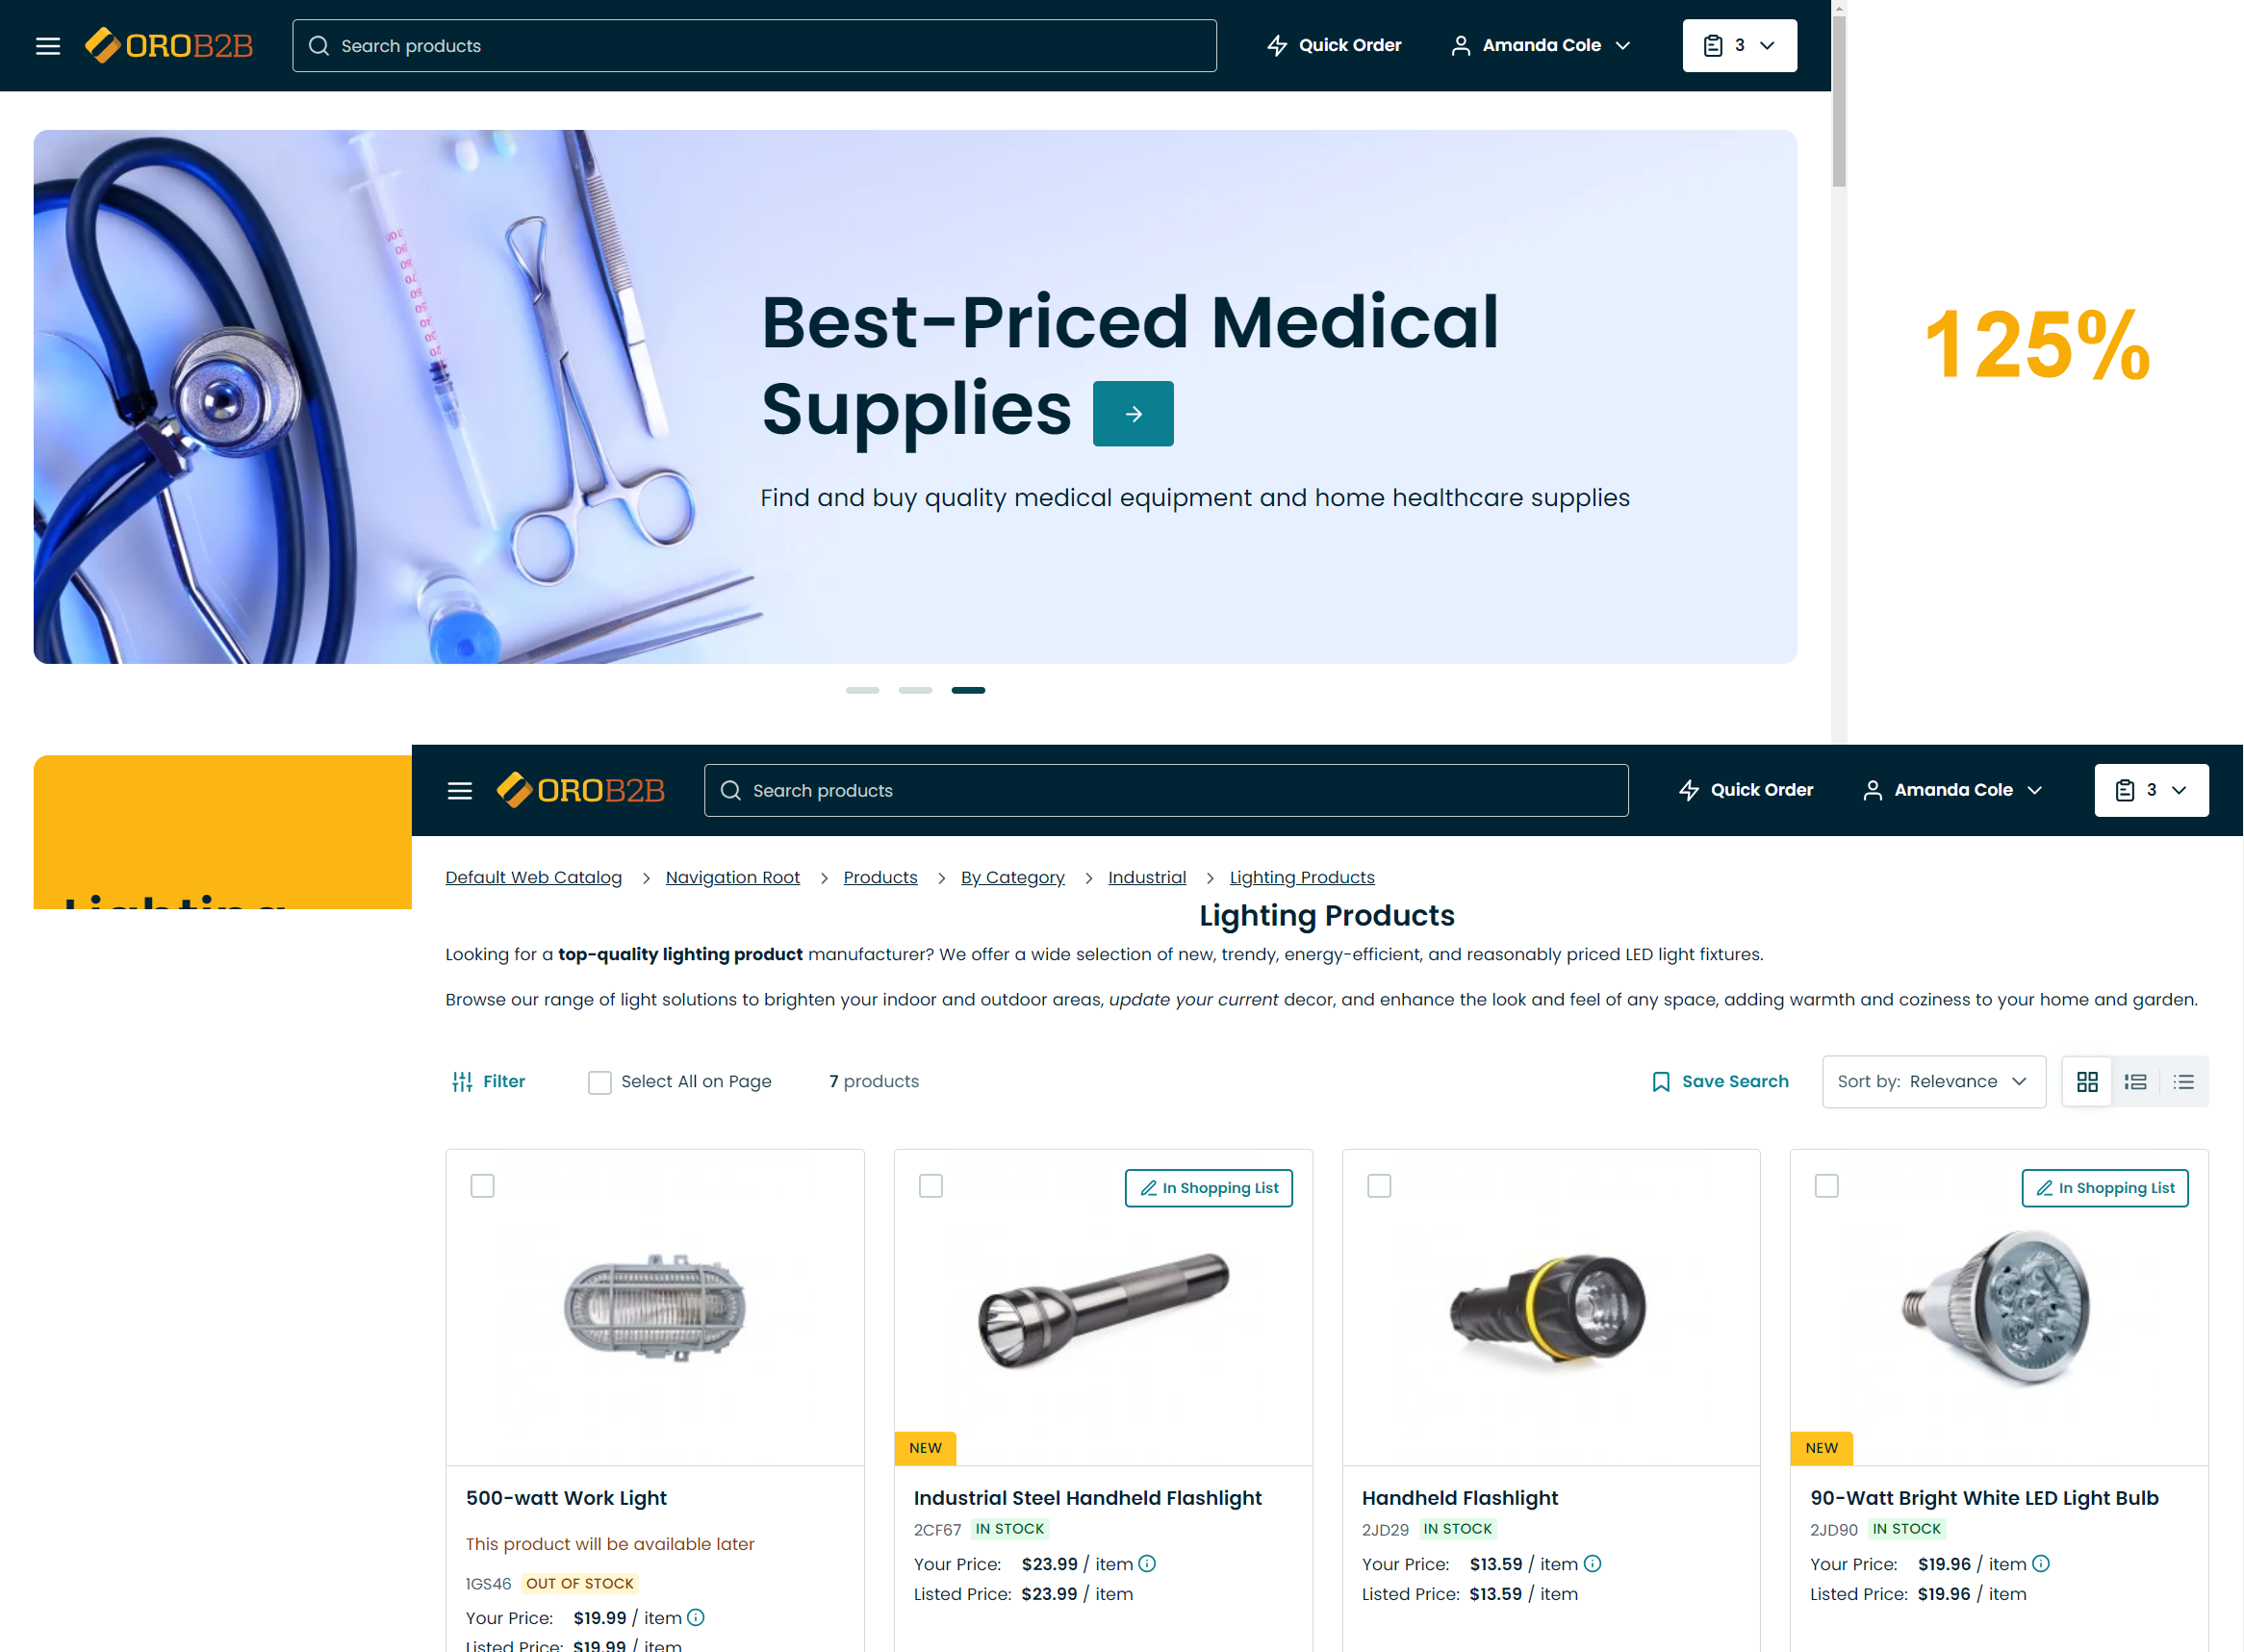 OROB2B
Search products
Quick Order
Amanda Cole
3
100
90
80
70
60
50
40
30
20
Best-Priced Medical
Supplies
Find and buy quality medical equipment and home healthcare supplies
125%
Lighting
OROB2B
Search products
Quick Order
Amanda Cole
3
Default Web Catalog > Navigation Root > Products > By Category > Industrial > Lighting Products
Lighting Products
Looking for a top-quality lighting product manufacturer? We offer a wide selection of new, trendy, energy-efficient, and reasonably priced LED light fixtures.
Browse our range of light solutions to brighten your indoor and outdoor areas, update your current decor, and enhance the look and feel of any space, adding warmth and coziness to your home and garden.
Filter
Select All on Page
7 products
Save Search
Sort by: Relevance
NEW
500-watt Work Light
This product will be available later
1GS46 OUT OF STOCK
Your Price: $19.99 / item
Listed Price: $19.99 / item
In Shopping List
Industrial Steel Handheld Flashlight
2CF67 IN STOCK
Your Price: $23.99 / item
Listed Price: $23.99 / item
Handheld Flashlight
2JD29 IN STOCK
Your Price: $13.59 / item
Listed Price: $13.59 / item
In Shopping List
NEW
90-Watt Bright White LED Light Bulb
2JD90 IN STOCK
Your Price: $19.96 / item
Listed Price: $19.96 / item